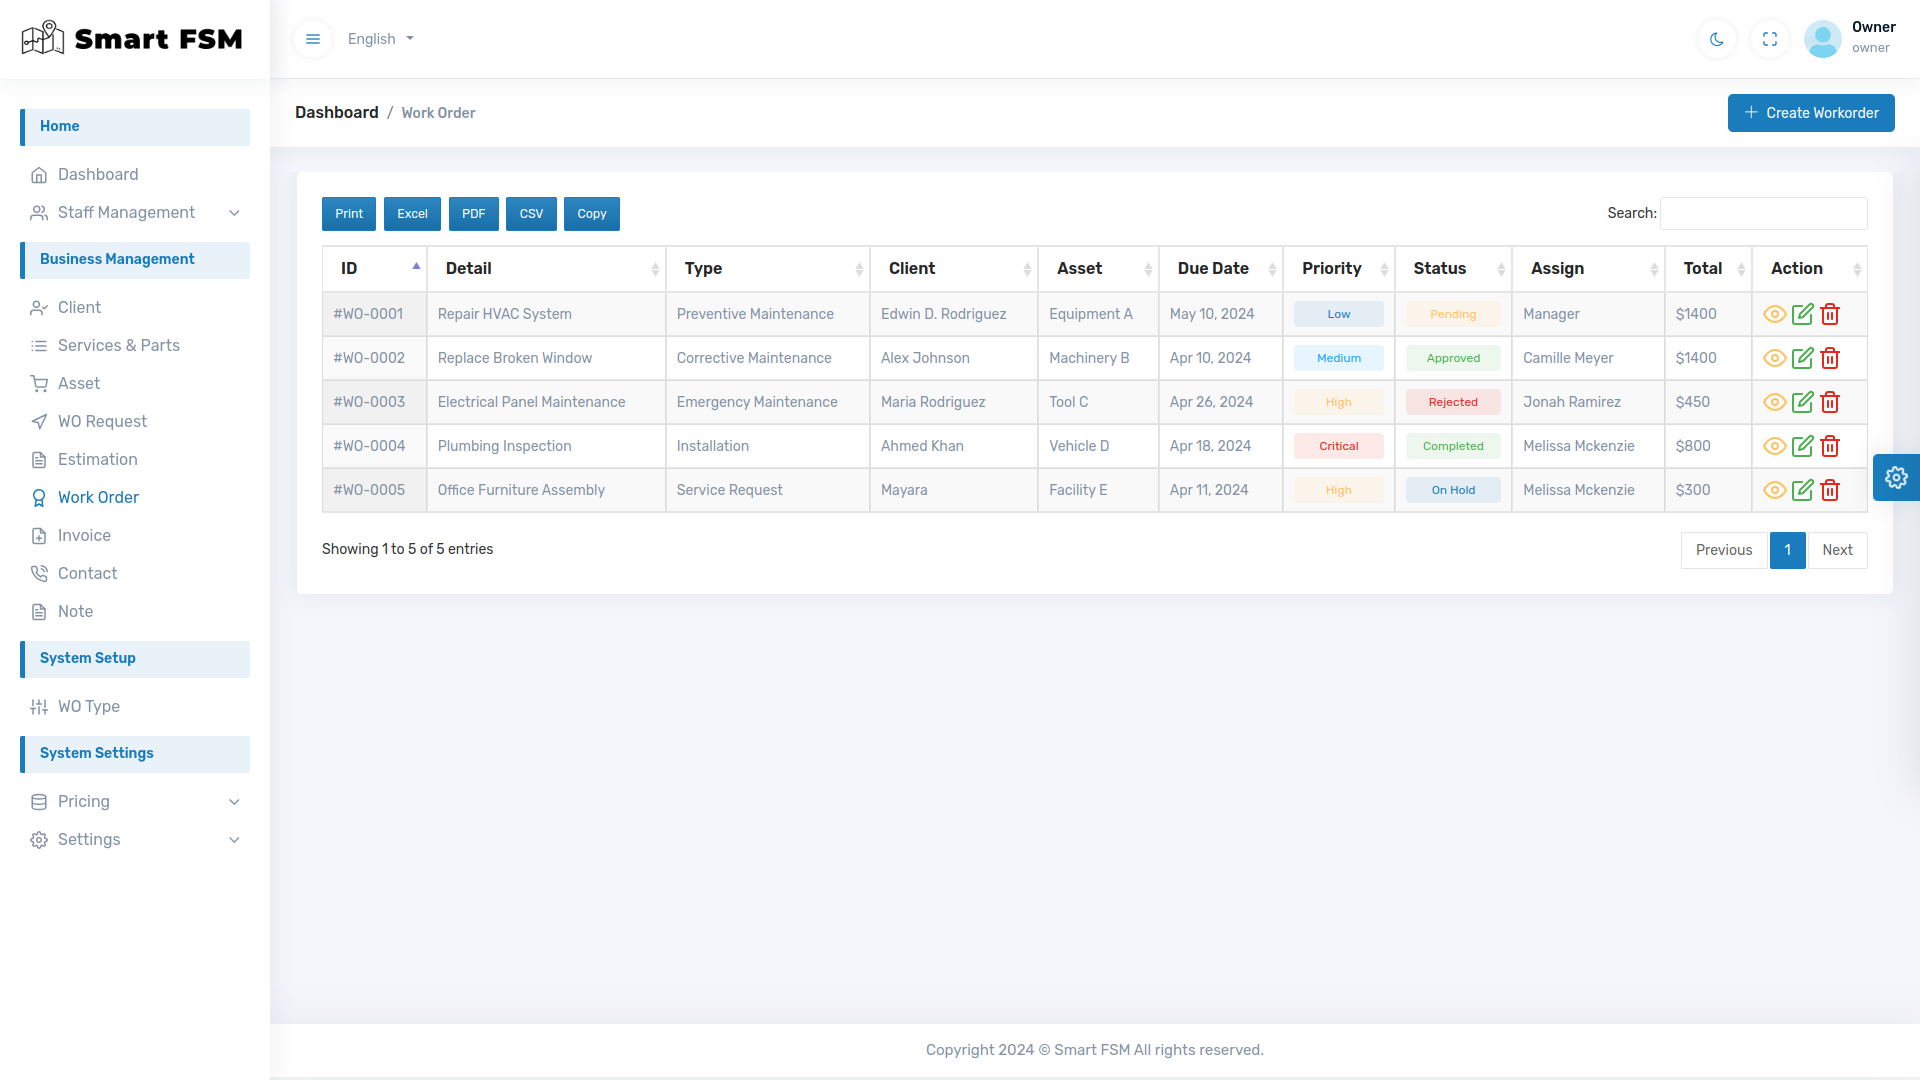 Smart FSM
English
Owner
owner
Home
Dashboard
Staff Management
Business Management
Client
Services & Parts
Asset
WO Request
Estimation
Work Order
Invoice
Contact
Note
System Setup
WO Type
System Settings
Pricing
Settings
Dashboard / Work Order
Create Workorder
Print Excel PDF CSV Copy
Search:
ID Detail Type Client Asset Due Date Priority Status Assign Total Action
#WO-0001 Repair HVAC System Preventive Maintenance Edwin D. Rodriguez Equipment A May 10, 2024 Low Pending Manager $1400
#WO-0002 Replace Broken Window Corrective Maintenance Alex Johnson Machinery B Apr 10, 2024 Medium Approved Camille Meyer $1400
#WO-0003 Electrical Panel Maintenance Emergency Maintenance Maria Rodriguez Tool C Apr 26, 2024 High Rejected Jonah Ramirez $450
#WO-0004 Plumbing Inspection Installation Ahmed Khan Vehicle D Apr 18, 2024 Critical Completed Melissa Mckenzie $800
#WO-0005 Office Furniture Assembly Service Request Mayara Facility E Apr 11, 2024 High On Hold Melissa Mckenzie $300
Showing 1 to 5 of 5 entries
Previous 1 Next
Copyright 2024 © Smart FSM All rights reserved.